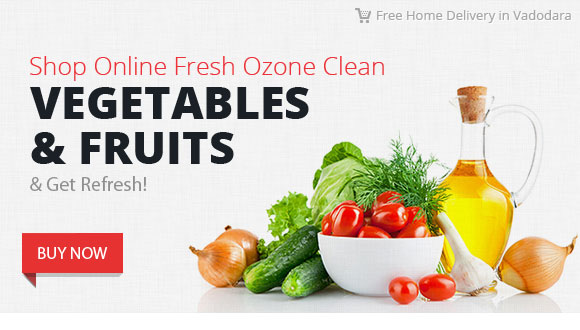 Free Home Delivery in Vadodara
Shop Online Fresh Ozone Clean
VEGETABLES
& FRUITS
& Get Refresh!
BUY NOW